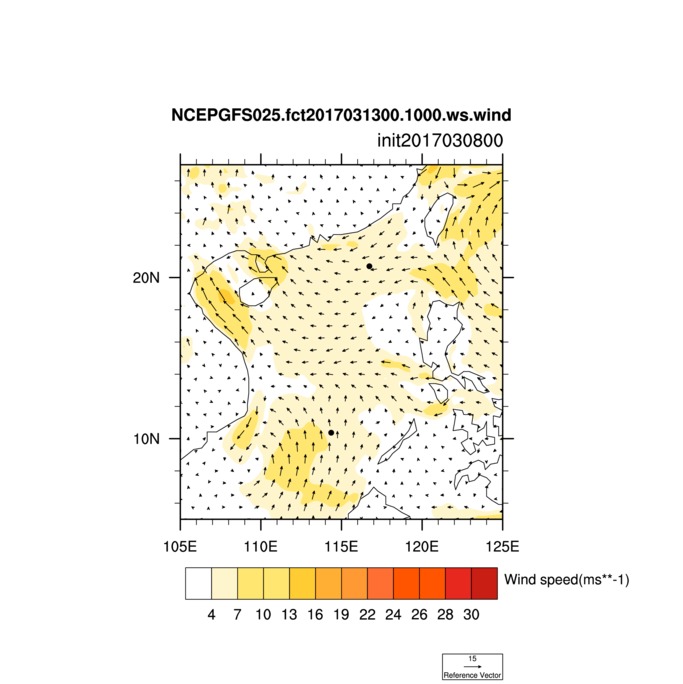 NCEPGFS025.fct2017031300.1000.ws.wind
init2017030800
20N
10N
105E 110E 115E 120E 125E
Wind speed(ms**-1)
4 7 10 13 16 19 22 24 26 28 30
15
Reference Vector